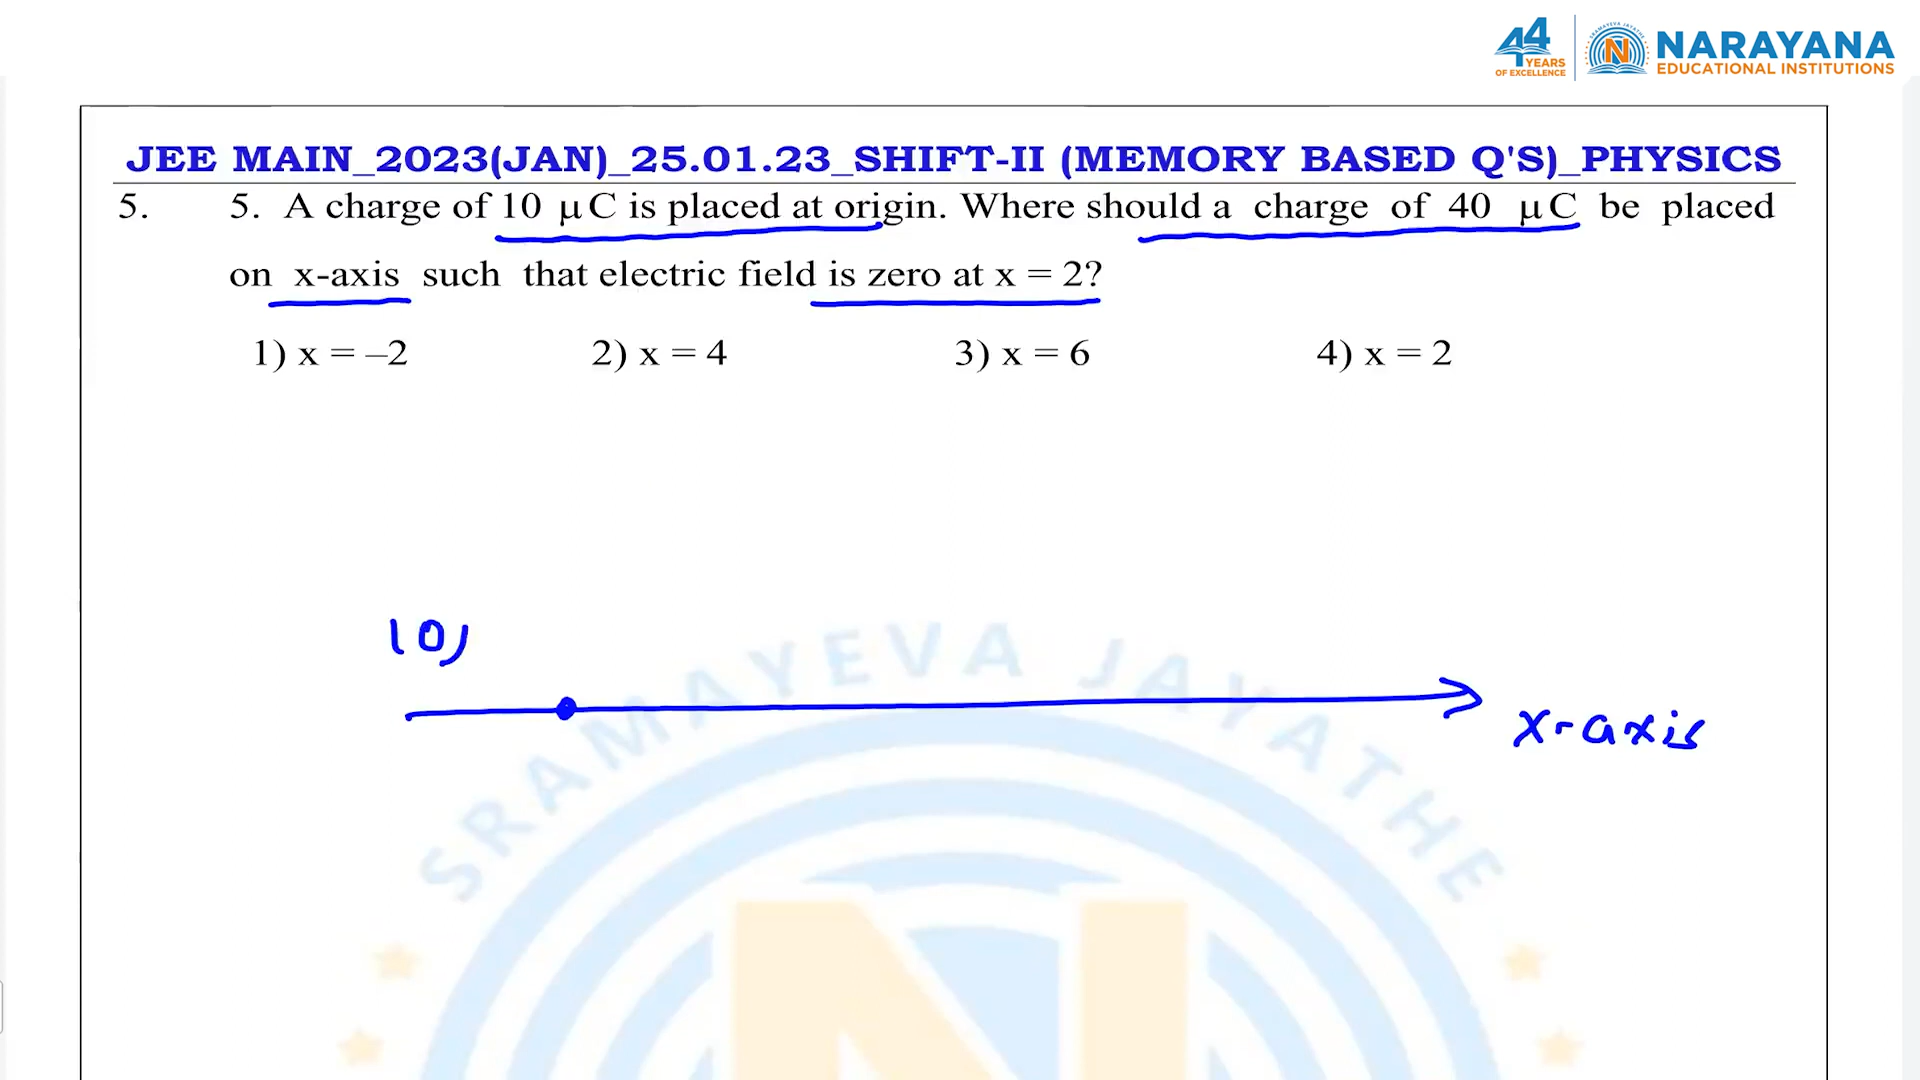 44 YEARS OF EXCELLENCE
NARAYANA
EDUCATIONAL INSTITUTIONS
JEE MAIN_2023(JAN)_25.01.23_SHIFT-II (MEMORY BASED Q'S)_PHYSICS
5. 5. A charge of 10 μC is placed at origin. Where should a charge of 40 μC be placed
on x-axis such that electric field is zero at x = 2?
1) x = –2 2) x = 4 3) x = 6 4) x = 2
10
x-axis
SRAMAYEVA JAYATHE
N